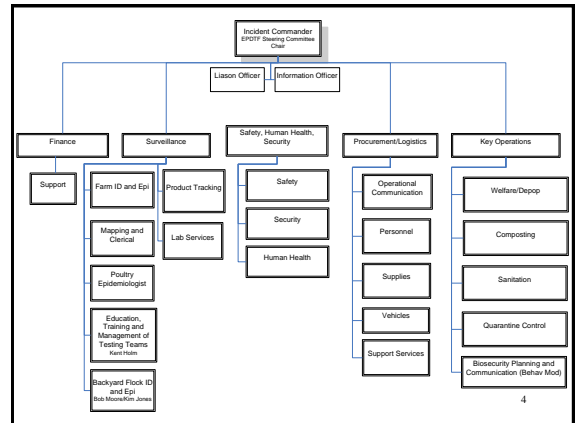 Incident Commander
EPDTF Steering Committee
Chair
Liason Officer
Information Officer
Finance
Surveillance
Safety, Human Health,
Security
Procurement/Logistics
Key Operations
Support
Farm ID and Epi
Mapping and
Clerical
Poultry
Epidemiologist
Education,
Training and
Management of
Testing Teams
Kent Holm
Backyard Flock ID
and Epi
Bob Moore/Kim Jones
Product Tracking
Lab Services
Safety
Security
Human Health
Operational
Communication
Personnel
Supplies
Vehicles
Support Services
Welfare/Depop
Composting
Sanitation
Quarantine Control
Biosecurity Planning and
Communication (Behav Mod)
4